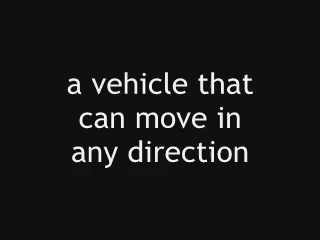 a vehicle that
can move in
any direction